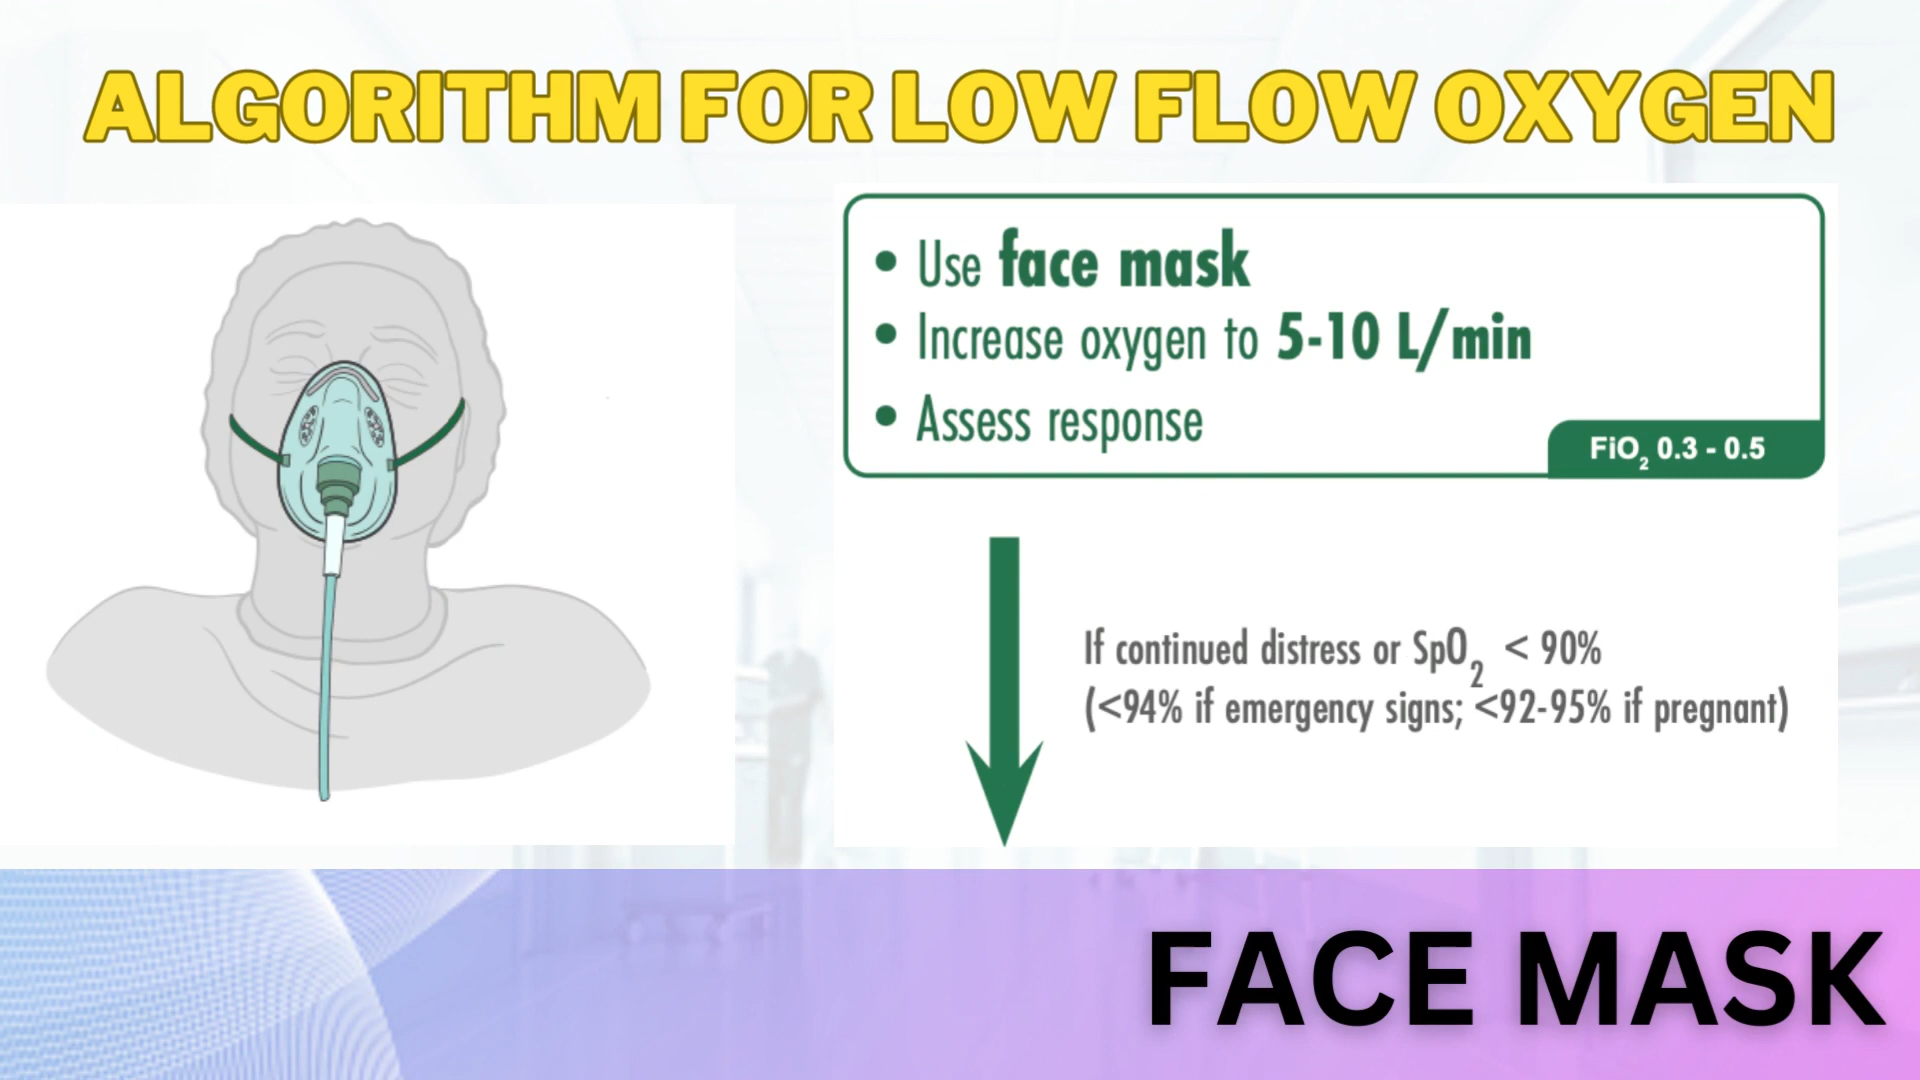 ALGORITHM FOR LOW FLOW OXYGEN
• Use face mask
• Increase oxygen to 5-10 L/min
• Assess response
FiO₂ 0.3 - 0.5
If continued distress or SpO₂ < 90%
(<94% if emergency signs; <92-95% if pregnant)
FACE MASK